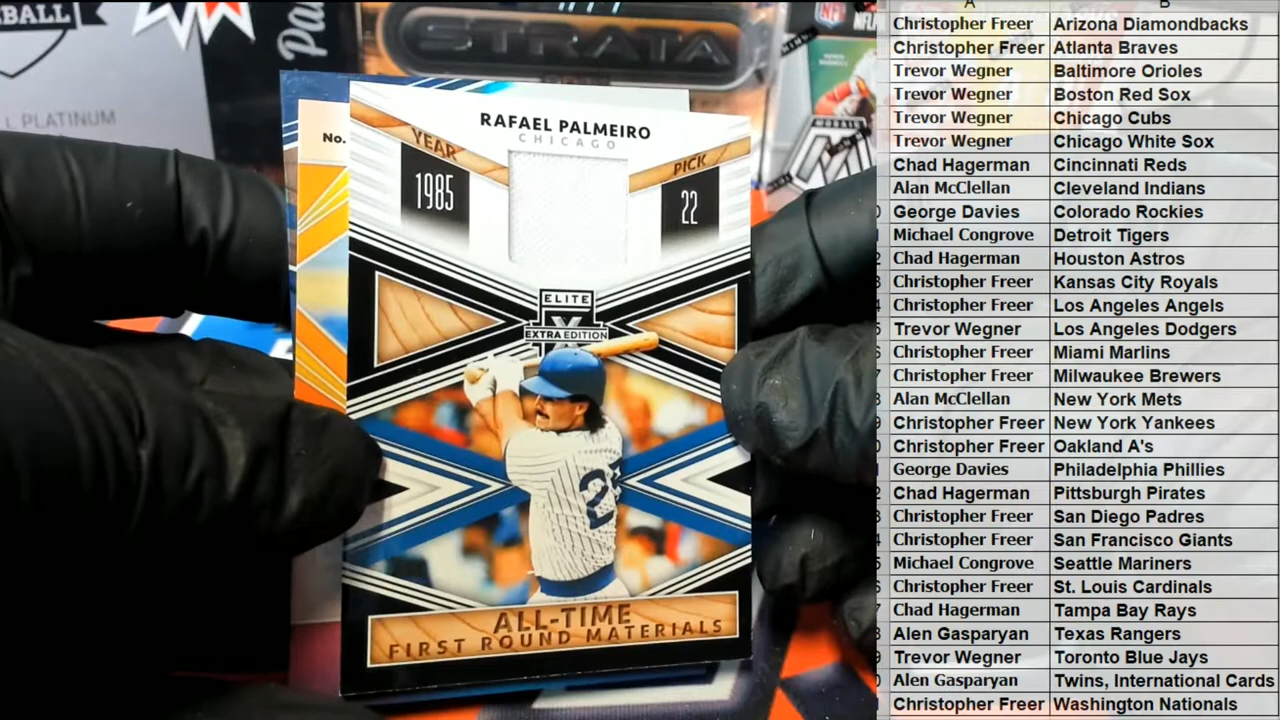 BALL
L PLATINUM
Pa
STRATA
NFL
NFL
MOSAIC
No.
RAFAEL PALMEIRO
CHICAGO
YEAR
1985
PICK
22
ELITE
X
EXTRA EDITION
2
ALL-TIME
FIRST ROUND MATERIALS
A B
Christopher Freer Arizona Diamondbacks
Christopher Freer Atlanta Braves
Trevor Wegner Baltimore Orioles
Trevor Wegner Boston Red Sox
Trevor Wegner Chicago Cubs
Trevor Wegner Chicago White Sox
Chad Hagerman Cincinnati Reds
Alan McClellan Cleveland Indians
George Davies Colorado Rockies
Michael Congrove Detroit Tigers
Chad Hagerman Houston Astros
Christopher Freer Kansas City Royals
Christopher Freer Los Angeles Angels
Trevor Wegner Los Angeles Dodgers
Christopher Freer Miami Marlins
Christopher Freer Milwaukee Brewers
Alan McClellan New York Mets
Christopher Freer New York Yankees
Christopher Freer Oakland A's
George Davies Philadelphia Phillies
Chad Hagerman Pittsburgh Pirates
Christopher Freer San Diego Padres
Christopher Freer San Francisco Giants
Michael Congrove Seattle Mariners
Christopher Freer St. Louis Cardinals
Chad Hagerman Tampa Bay Rays
Alen Gasparyan Texas Rangers
Trevor Wegner Toronto Blue Jays
Alen Gasparyan Twins, International Cards
Christopher Freer Washington Nationals